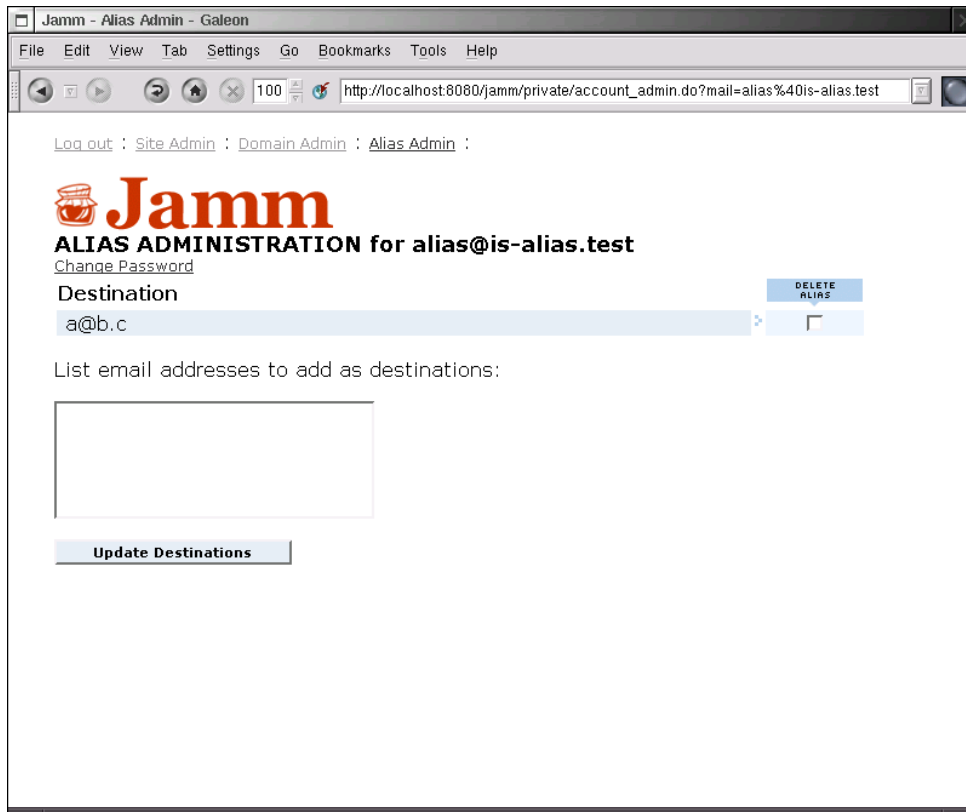 Jamm - Alias Admin - Galeon
File Edit View Tab Settings Go Bookmarks Tools Help
100 http://localhost:8080/jamm/private/account_admin.do?mail=alias%40is-alias.test
Log out : Site Admin : Domain Admin : Alias Admin :
Jamm
ALIAS ADMINISTRATION for alias@is-alias.test
Change Password
Destination DELETE ALIAS
a@b.c
List email addresses to add as destinations:
Update Destinations